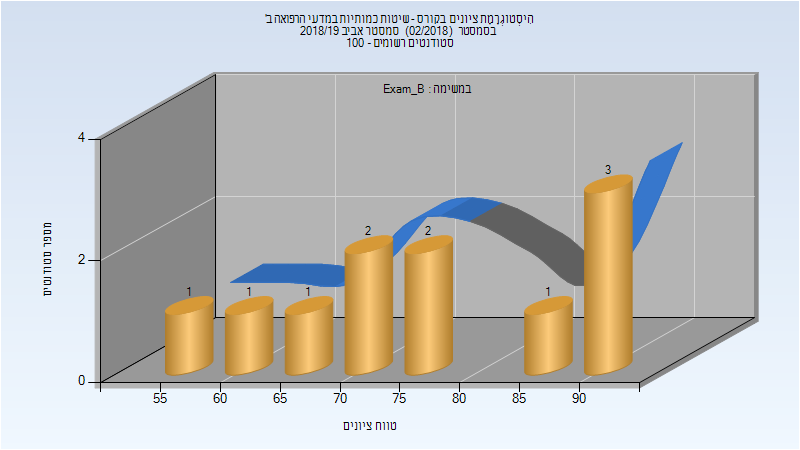 היסטוגרמת ציונים בקורס - שיטות כמותיות במדעי הרפואה ב'
בסמסטר (02/2018) סמסטר אביב 2018/19
סטודנטים רשומים - 100
במשימה : Exam_B
מספר סטודנטים
4
2
0
1
1
1
2
2
1
3
55 60 65 70 75 80 85 90
טווח ציונים